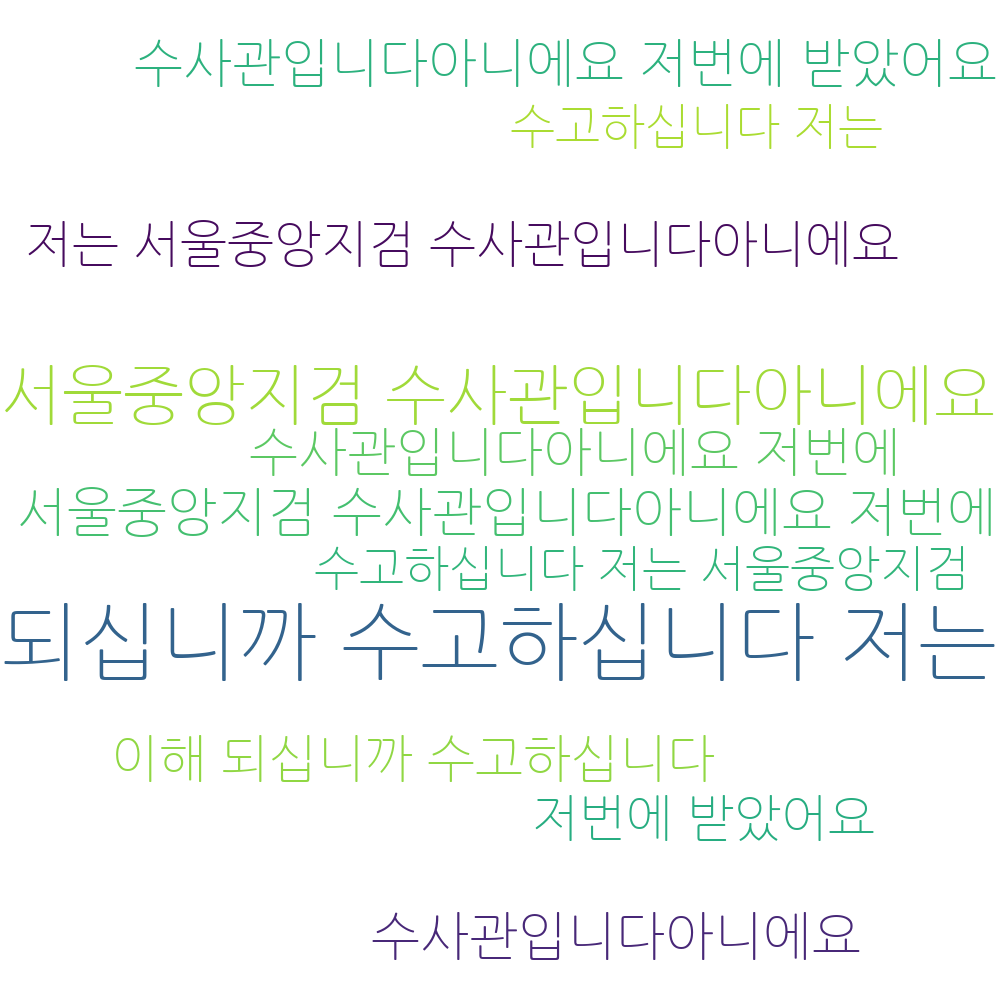 수사관입니다아니에요 저번에 받았어요
수고하십니다 저는
저는 서울중앙지검 수사관입니다아니에요
서울중앙지검 수사관입니다아니에요
수사관입니다아니에요 저번에
서울중앙지검 수사관입니다아니에요 저번에
수고하십니다 저는 서울중앙지검
되십니까 수고하십니다 저는
이해 되십니까 수고하십니다
저번에 받았어요
수사관입니다아니에요